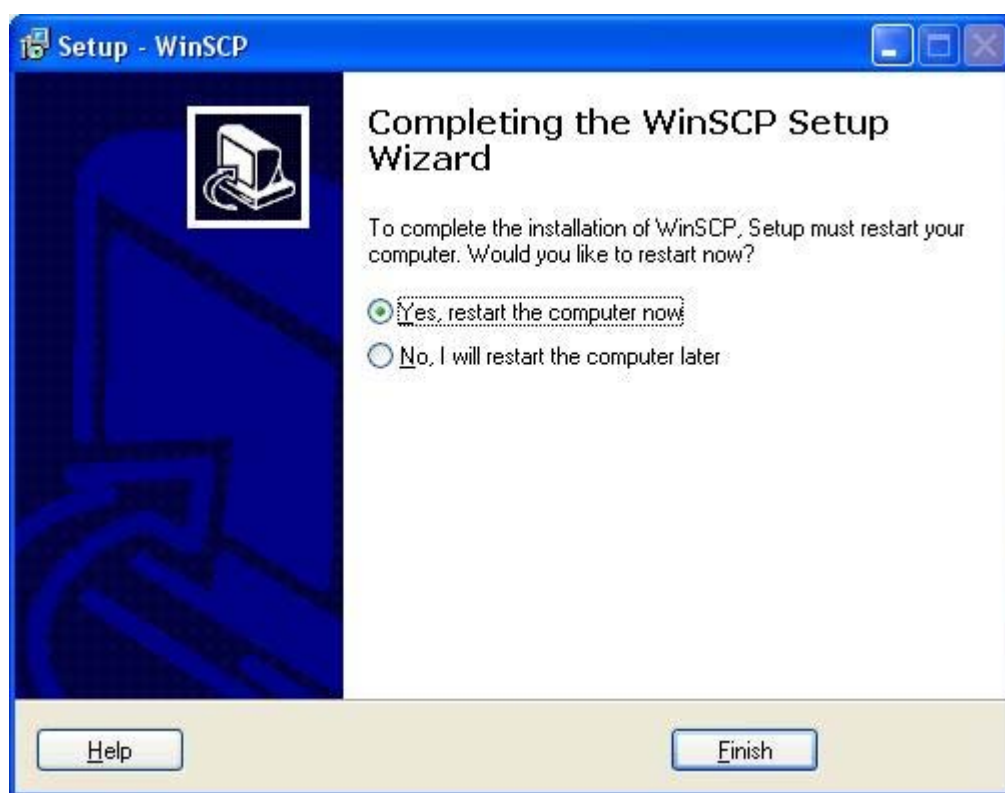 Setup - WinSCP
Completing the WinSCP Setup
Wizard
To complete the installation of WinSCP, Setup must restart your
computer. Would you like to restart now?
Yes, restart the computer now
No, I will restart the computer later
Help
Finish